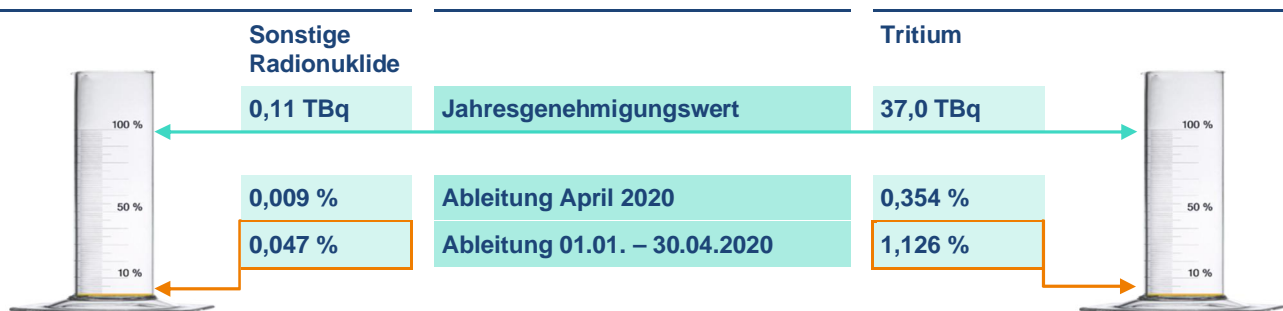 Sonstige
Radionuklide
Tritium
0,11 TBq
Jahresgenehmigungswert
37,0 TBq
100 %
100 %
0,009 %
Ableitung April 2020
0,354 %
50 %
50 %
0,047 %
Ableitung 01.01. – 30.04.2020
1,126 %
10 %
10 %